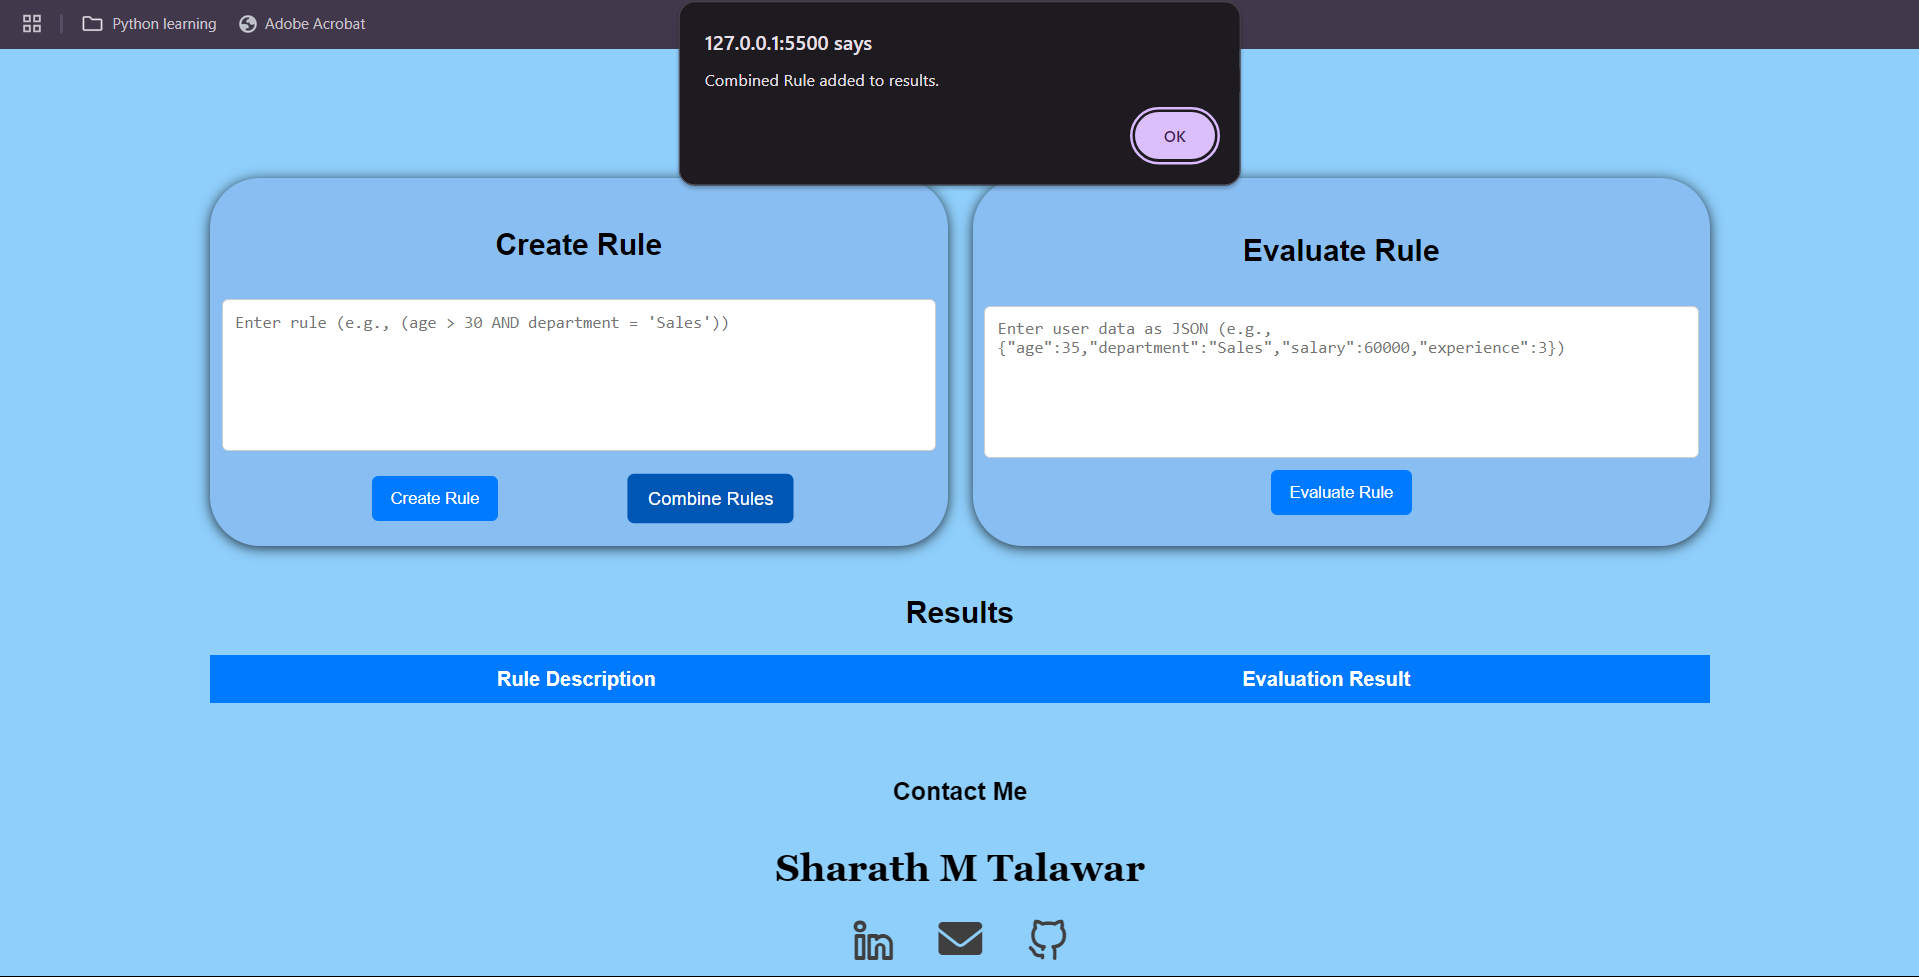 Python learning
Adobe Acrobat
127.0.0.1:5500 says
Combined Rule added to results.
OK
Create Rule
Enter rule (e.g., (age > 30 AND department = 'Sales'))
Create Rule
Combine Rules
Evaluate Rule
Enter user data as JSON (e.g.,
{"age":35,"department":"Sales","salary":60000,"experience":3})
Evaluate Rule
Results
Rule Description
Evaluation Result
Contact Me
Sharath M Talawar